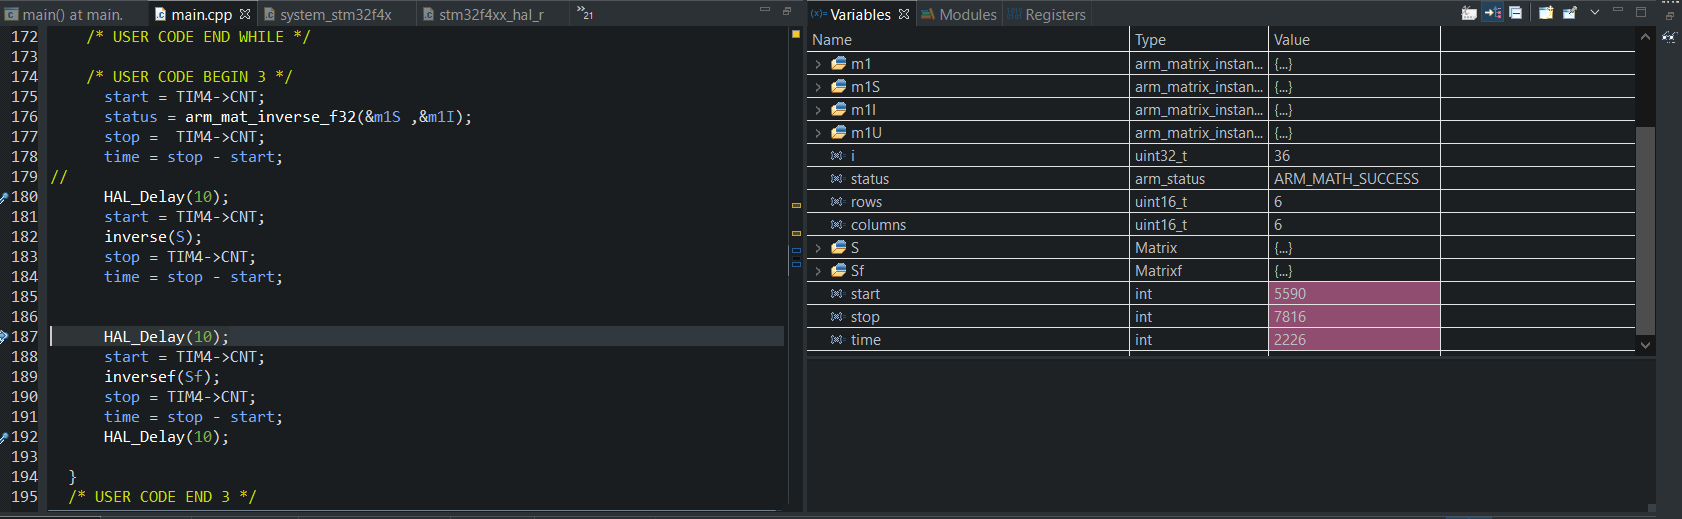 main() at main.
main.cpp
system_stm32f4x
stm32f4xx_hal_r
»21
172 /* USER CODE END WHILE */
173
174 /* USER CODE BEGIN 3 */
175 start = TIM4->CNT;
176 status = arm_mat_inverse_f32(&m1S ,&m1I);
177 stop =  TIM4->CNT;
178 time = stop - start;
179 //
180 HAL_Delay(10);
181 start = TIM4->CNT;
182 inverse(S);
183 stop = TIM4->CNT;
184 time = stop - start;
185
186
187 HAL_Delay(10);
188 start = TIM4->CNT;
189 inversef(Sf);
190 stop = TIM4->CNT;
191 time = stop - start;
192 HAL_Delay(10);
193
194 }
195 /* USER CODE END 3 */
(x)= Variables
Modules
Registers
Name Type Value
m1 arm_matrix_instan... {...}
m1S arm_matrix_instan... {...}
m1I arm_matrix_instan... {...}
m1U arm_matrix_instan... {...}
i uint32_t 36
status arm_status ARM_MATH_SUCCESS
rows uint16_t 6
columns uint16_t 6
S Matrix {...}
Sf Matrixf {...}
start int 5590
stop int 7816
time int 2226